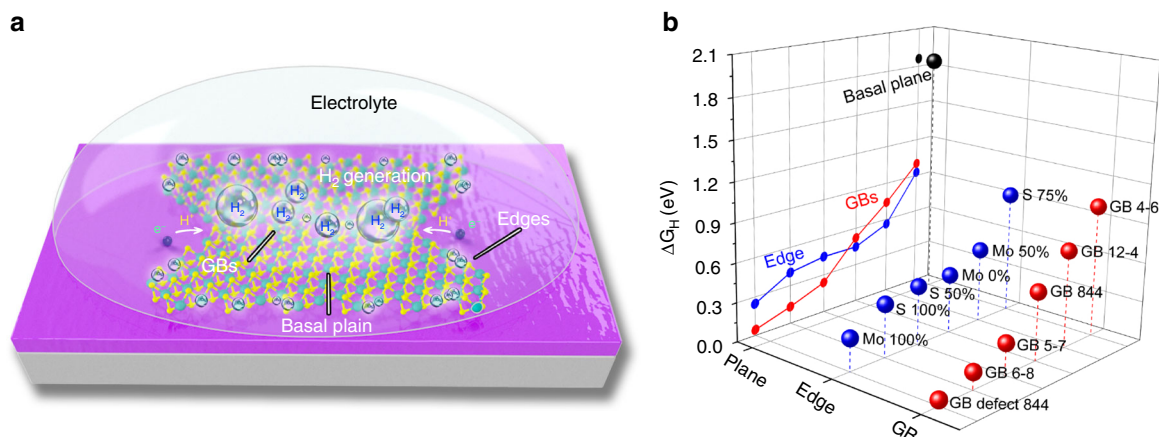 a
Electrolyte
H₂ generation
H₂
H₂
H₂
H₂
H₂
H₂
H⁺
e⁻
H⁺
e⁻
Edges
GBs
Basal plain
b
2.1
1.8
1.5
1.2
0.9
0.6
0.3
0.0
ΔG_H (eV)
Basal plane
GBs
Edge
S 75%
Mo 50%
Mo 0%
S 50%
S 100%
Mo 100%
GB 4-6
GB 12-4
GB 844
GB 5-7
GB 6-8
GB defect 844
Plane
Edge
GB